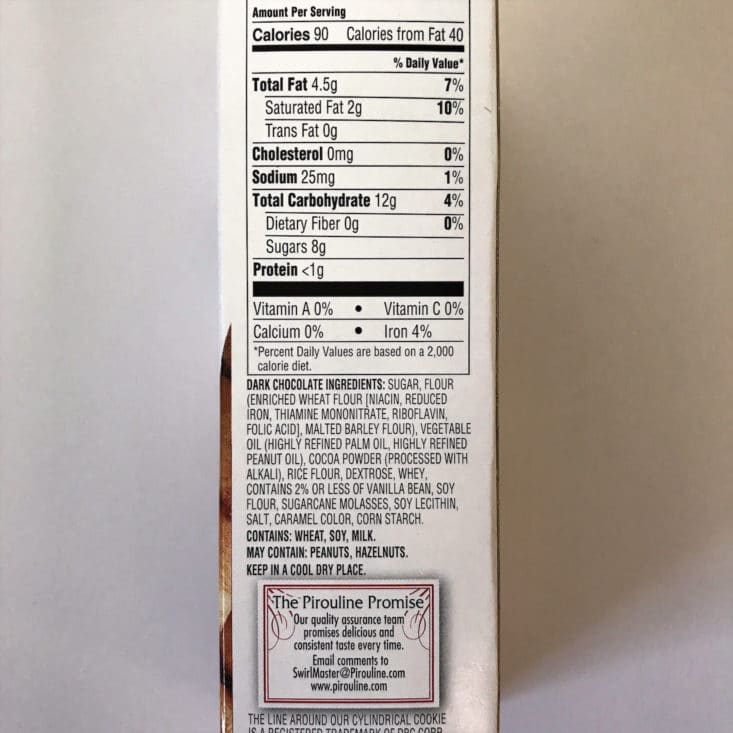 Amount Per Serving
Calories 90 Calories from Fat 40
% Daily Value*
Total Fat 4.5g 7%
Saturated Fat 2g 10%
Trans Fat 0g
Cholesterol 0mg 0%
Sodium 25mg 1%
Total Carbohydrate 12g 4%
Dietary Fiber 0g 0%
Sugars 8g
Protein <1g
Vitamin A 0% • Vitamin C 0%
Calcium 0% • Iron 4%
*Percent Daily Values are based on a 2,000
calorie diet.
DARK CHOCOLATE INGREDIENTS: SUGAR, FLOUR
(ENRICHED WHEAT FLOUR [NIACIN, REDUCED
IRON, THIAMINE MONONITRATE, RIBOFLAVIN,
FOLIC ACID], MALTED BARLEY FLOUR), VEGETABLE
OIL (HIGHLY REFINED PALM OIL, HIGHLY REFINED
PEANUT OIL), COCOA POWDER (PROCESSED WITH
ALKALI), RICE FLOUR, DEXTROSE, WHEY,
CONTAINS 2% OR LESS OF VANILLA BEAN, SOY
FLOUR, SUGARCANE MOLASSES, SOY LECITHIN,
SALT, CARAMEL COLOR, CORN STARCH.
CONTAINS: WHEAT, SOY, MILK.
MAY CONTAIN: PEANUTS, HAZELNUTS.
KEEP IN A COOL DRY PLACE.
The Pirouline Promise
Our quality assurance team
promises delicious and
consistent taste every time.
Email comments to
SwirlMaster@Pirouline.com
www.pirouline.com
THE LINE AROUND OUR CYLINDRICAL COOKIE
IS A REGISTERED TRADEMARK OF DBC CORP